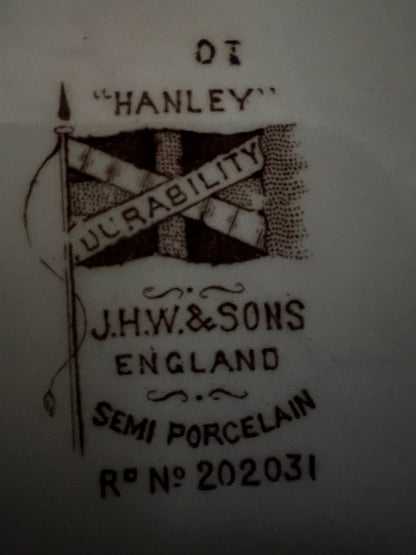 "HANLEY"
DURABILITY
J.H.W.&SONS
ENGLAND
SEMI PORCELAIN
Rᴰ Nº 202031